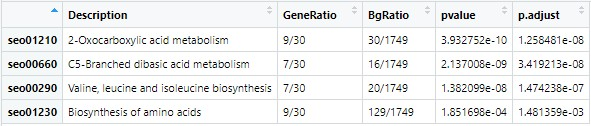 Description GeneRatio BgRatio pvalue p.adjust
seo01210 2-Oxocarboxylic acid metabolism 9/30 30/1749 3.932752e-10 1.258481e-08
seo00660 C5-Branched dibasic acid metabolism 7/30 16/1749 2.137008e-09 3.419213e-08
seo00290 Valine, leucine and isoleucine biosynthesis 7/30 20/1749 1.382099e-08 1.474238e-07
seo01230 Biosynthesis of amino acids 9/30 129/1749 1.851698e-04 1.481359e-03